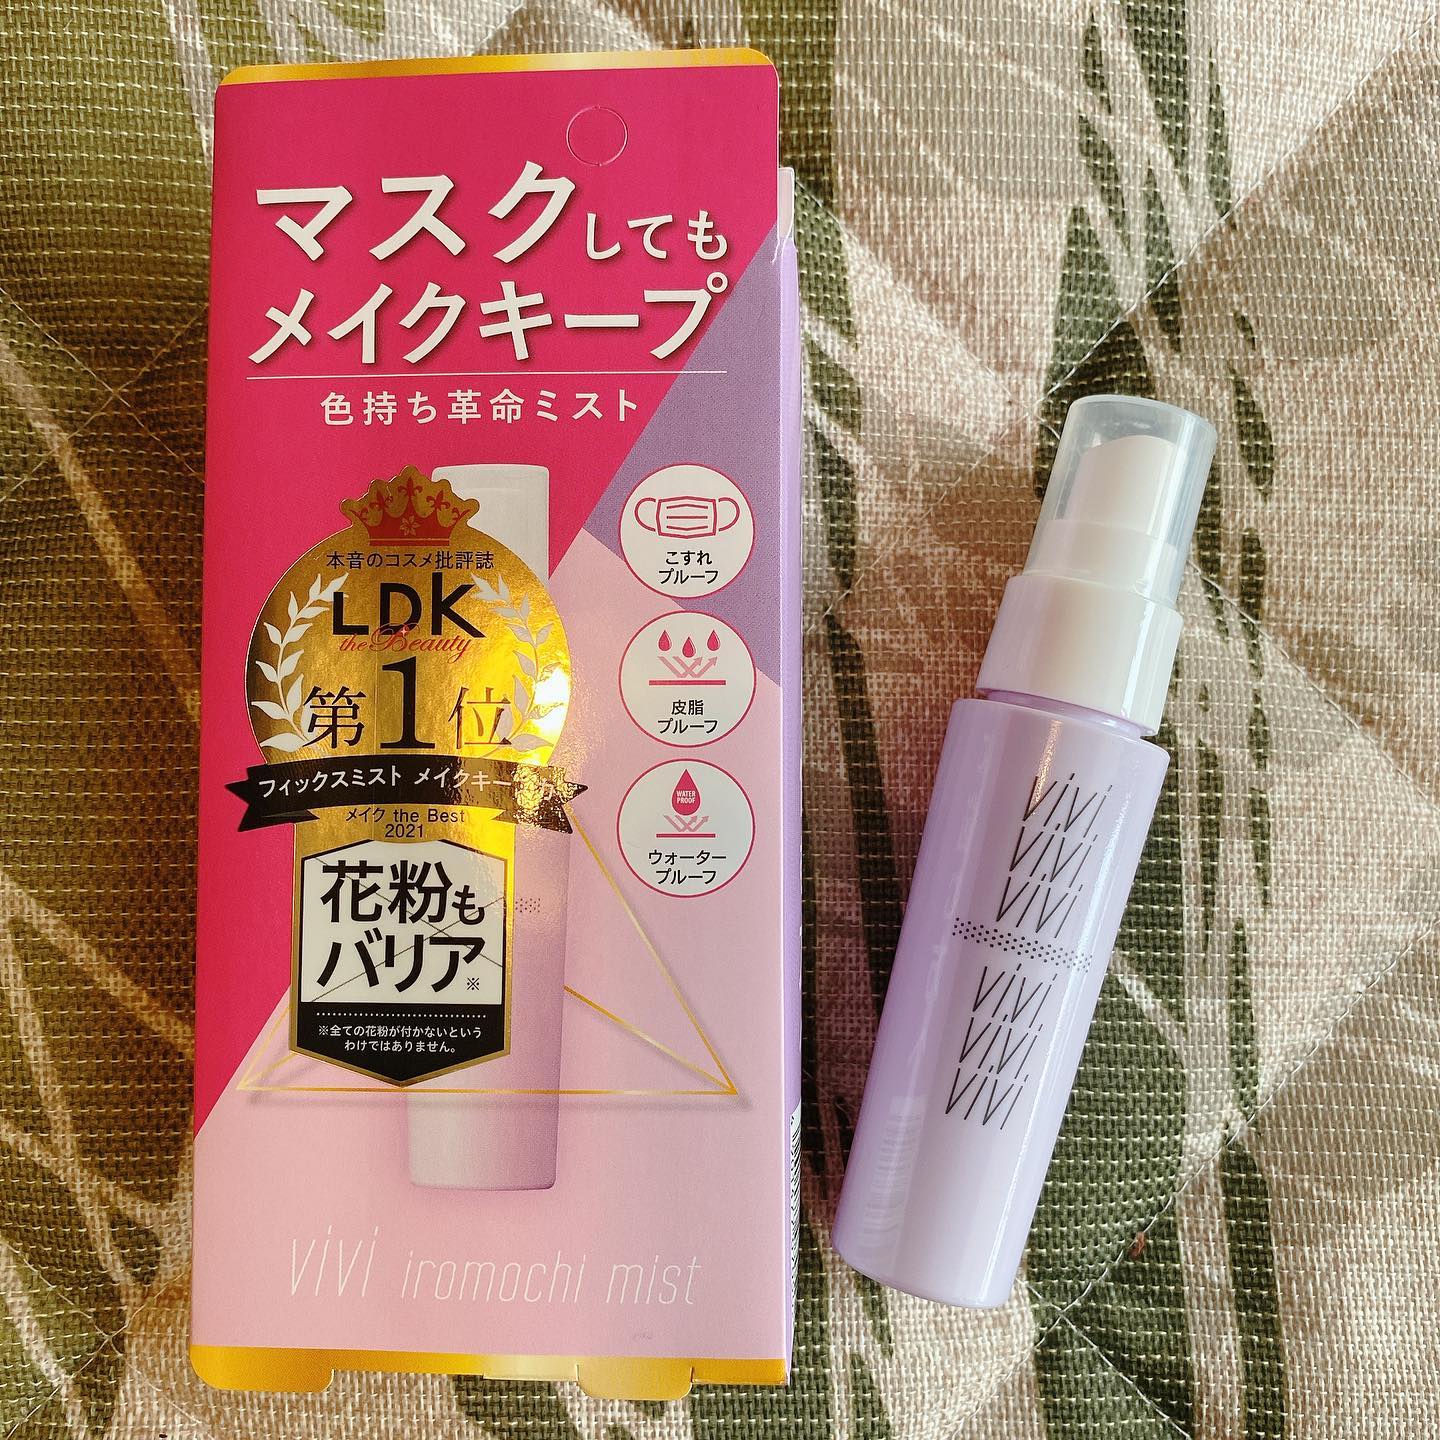 マスクしても
メイクキープ
色持ち革命ミスト
本音のコスメ批評誌
LDK
the Beauty
第1位
フィックスミスト メイクキー
メイク the Best
2021
花粉も
バリア※
※全ての花粉が付かないという
わけではありません。
こすれ
プルーフ
皮脂
プルーフ
WATER
PROOF
ウォーター
プルーフ
vivi iromochi mist
ViVi
ViVi
ViVi
ViVi
ViVi
ViVi